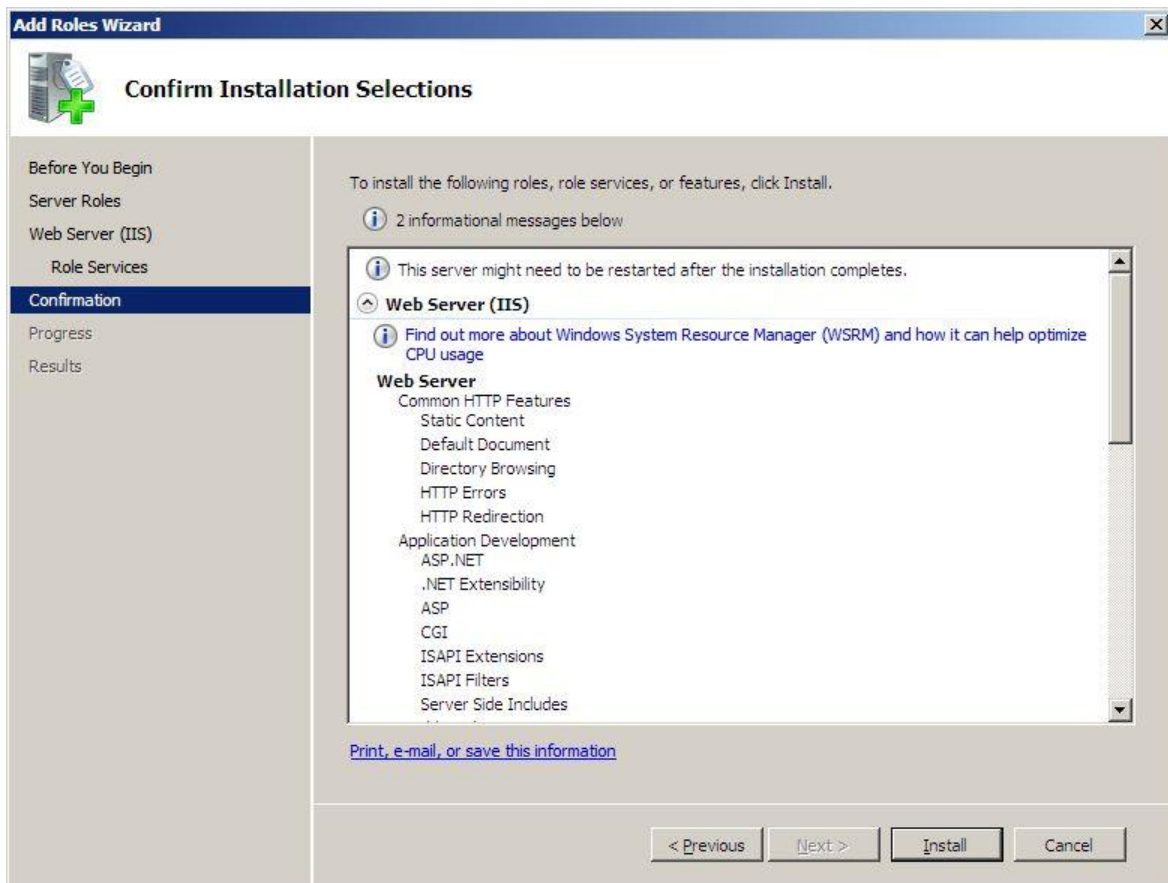 Add Roles Wizard
Confirm Installation Selections
Before You Begin
Server Roles
Web Server (IIS)
Role Services
Confirmation
Progress
Results
To install the following roles, role services, or features, click Install.
2 informational messages below
This server might need to be restarted after the installation completes.
Web Server (IIS)
Find out more about Windows System Resource Manager (WSRM) and how it can help optimize
CPU usage
Web Server
Common HTTP Features
Static Content
Default Document
Directory Browsing
HTTP Errors
HTTP Redirection
Application Development
ASP.NET
.NET Extensibility
ASP
CGI
ISAPI Extensions
ISAPI Filters
Server Side Includes
Print, e-mail, or save this information
< Previous
Next >
Install
Cancel